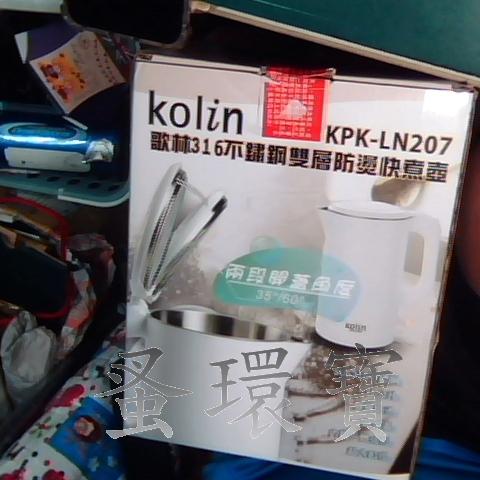 kolin
KPK-LN207
歌林316不鏽鋼雙層防燙快煮壺
兩段開蓋角度
35°/60°
kolin
蚤環寶